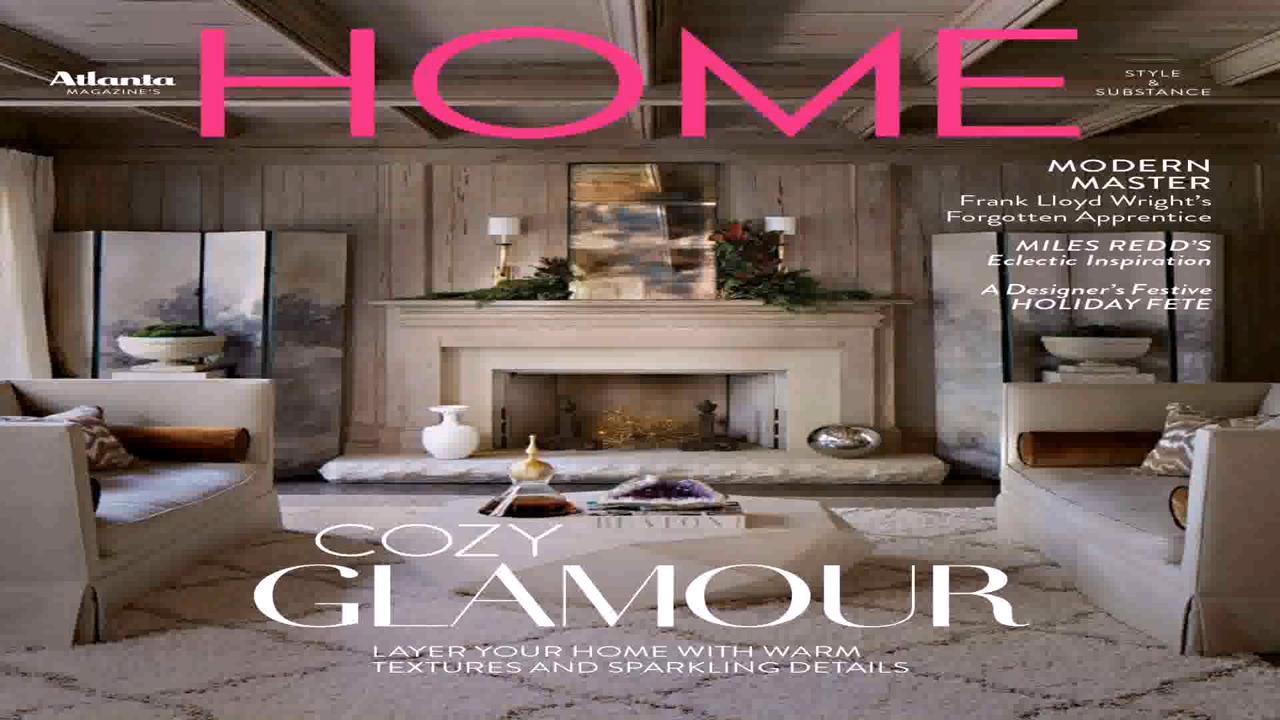 Atlanta
MAGAZINE'S
HOME
STYLE
&
SUBSTANCE
MODERN
MASTER
Frank Lloyd Wright's
Forgotten Apprentice
MILES REDD'S
Eclectic Inspiration
A Designer's Festive
HOLIDAY FETE
COZY
GLAMOUR
LAYER YOUR HOME WITH WARM
TEXTURES AND SPARKLING DETAILS